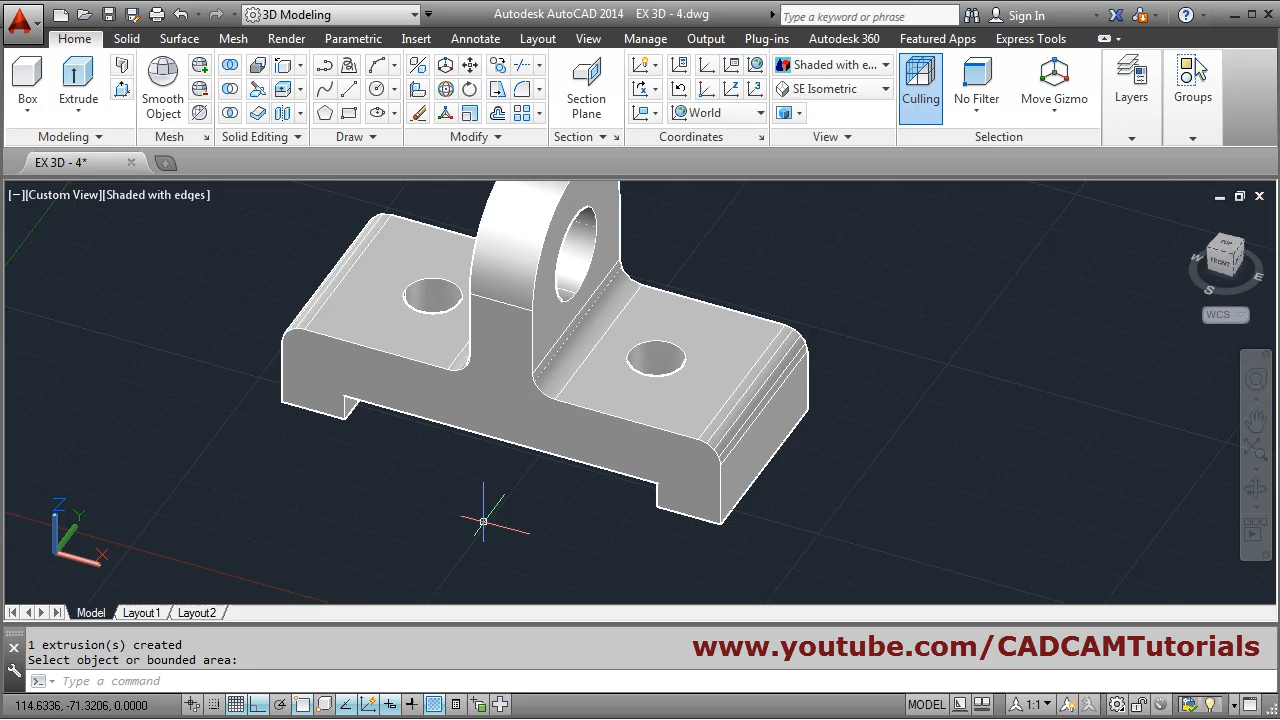 3D Modeling
Autodesk AutoCAD 2014 EX 3D - 4.dwg
Type a keyword or phrase
Sign In
Home Solid Surface Mesh Render Parametric Insert Annotate Layout View Manage Output Plug-ins Autodesk 360 Featured Apps Express Tools
Box
Extrude
Smooth
Object
Section
Plane
World
Shaded with e...
SE Isometric
Culling
No Filter
Move Gizmo
Layers
Groups
Modeling Mesh Solid Editing Draw Modify Section Coordinates View Selection
EX 3D - 4*
[−][Custom View][Shaded with edges]
TOP
FRONT
W
S
E
WCS
Z
Y
X
Model Layout1 Layout2
1 extrusion(s) created
Select object or bounded area:
Type a command
www.youtube.com/CADCAMTutorials
114.6336, -71.3206, 0.0000
MODEL
1:1